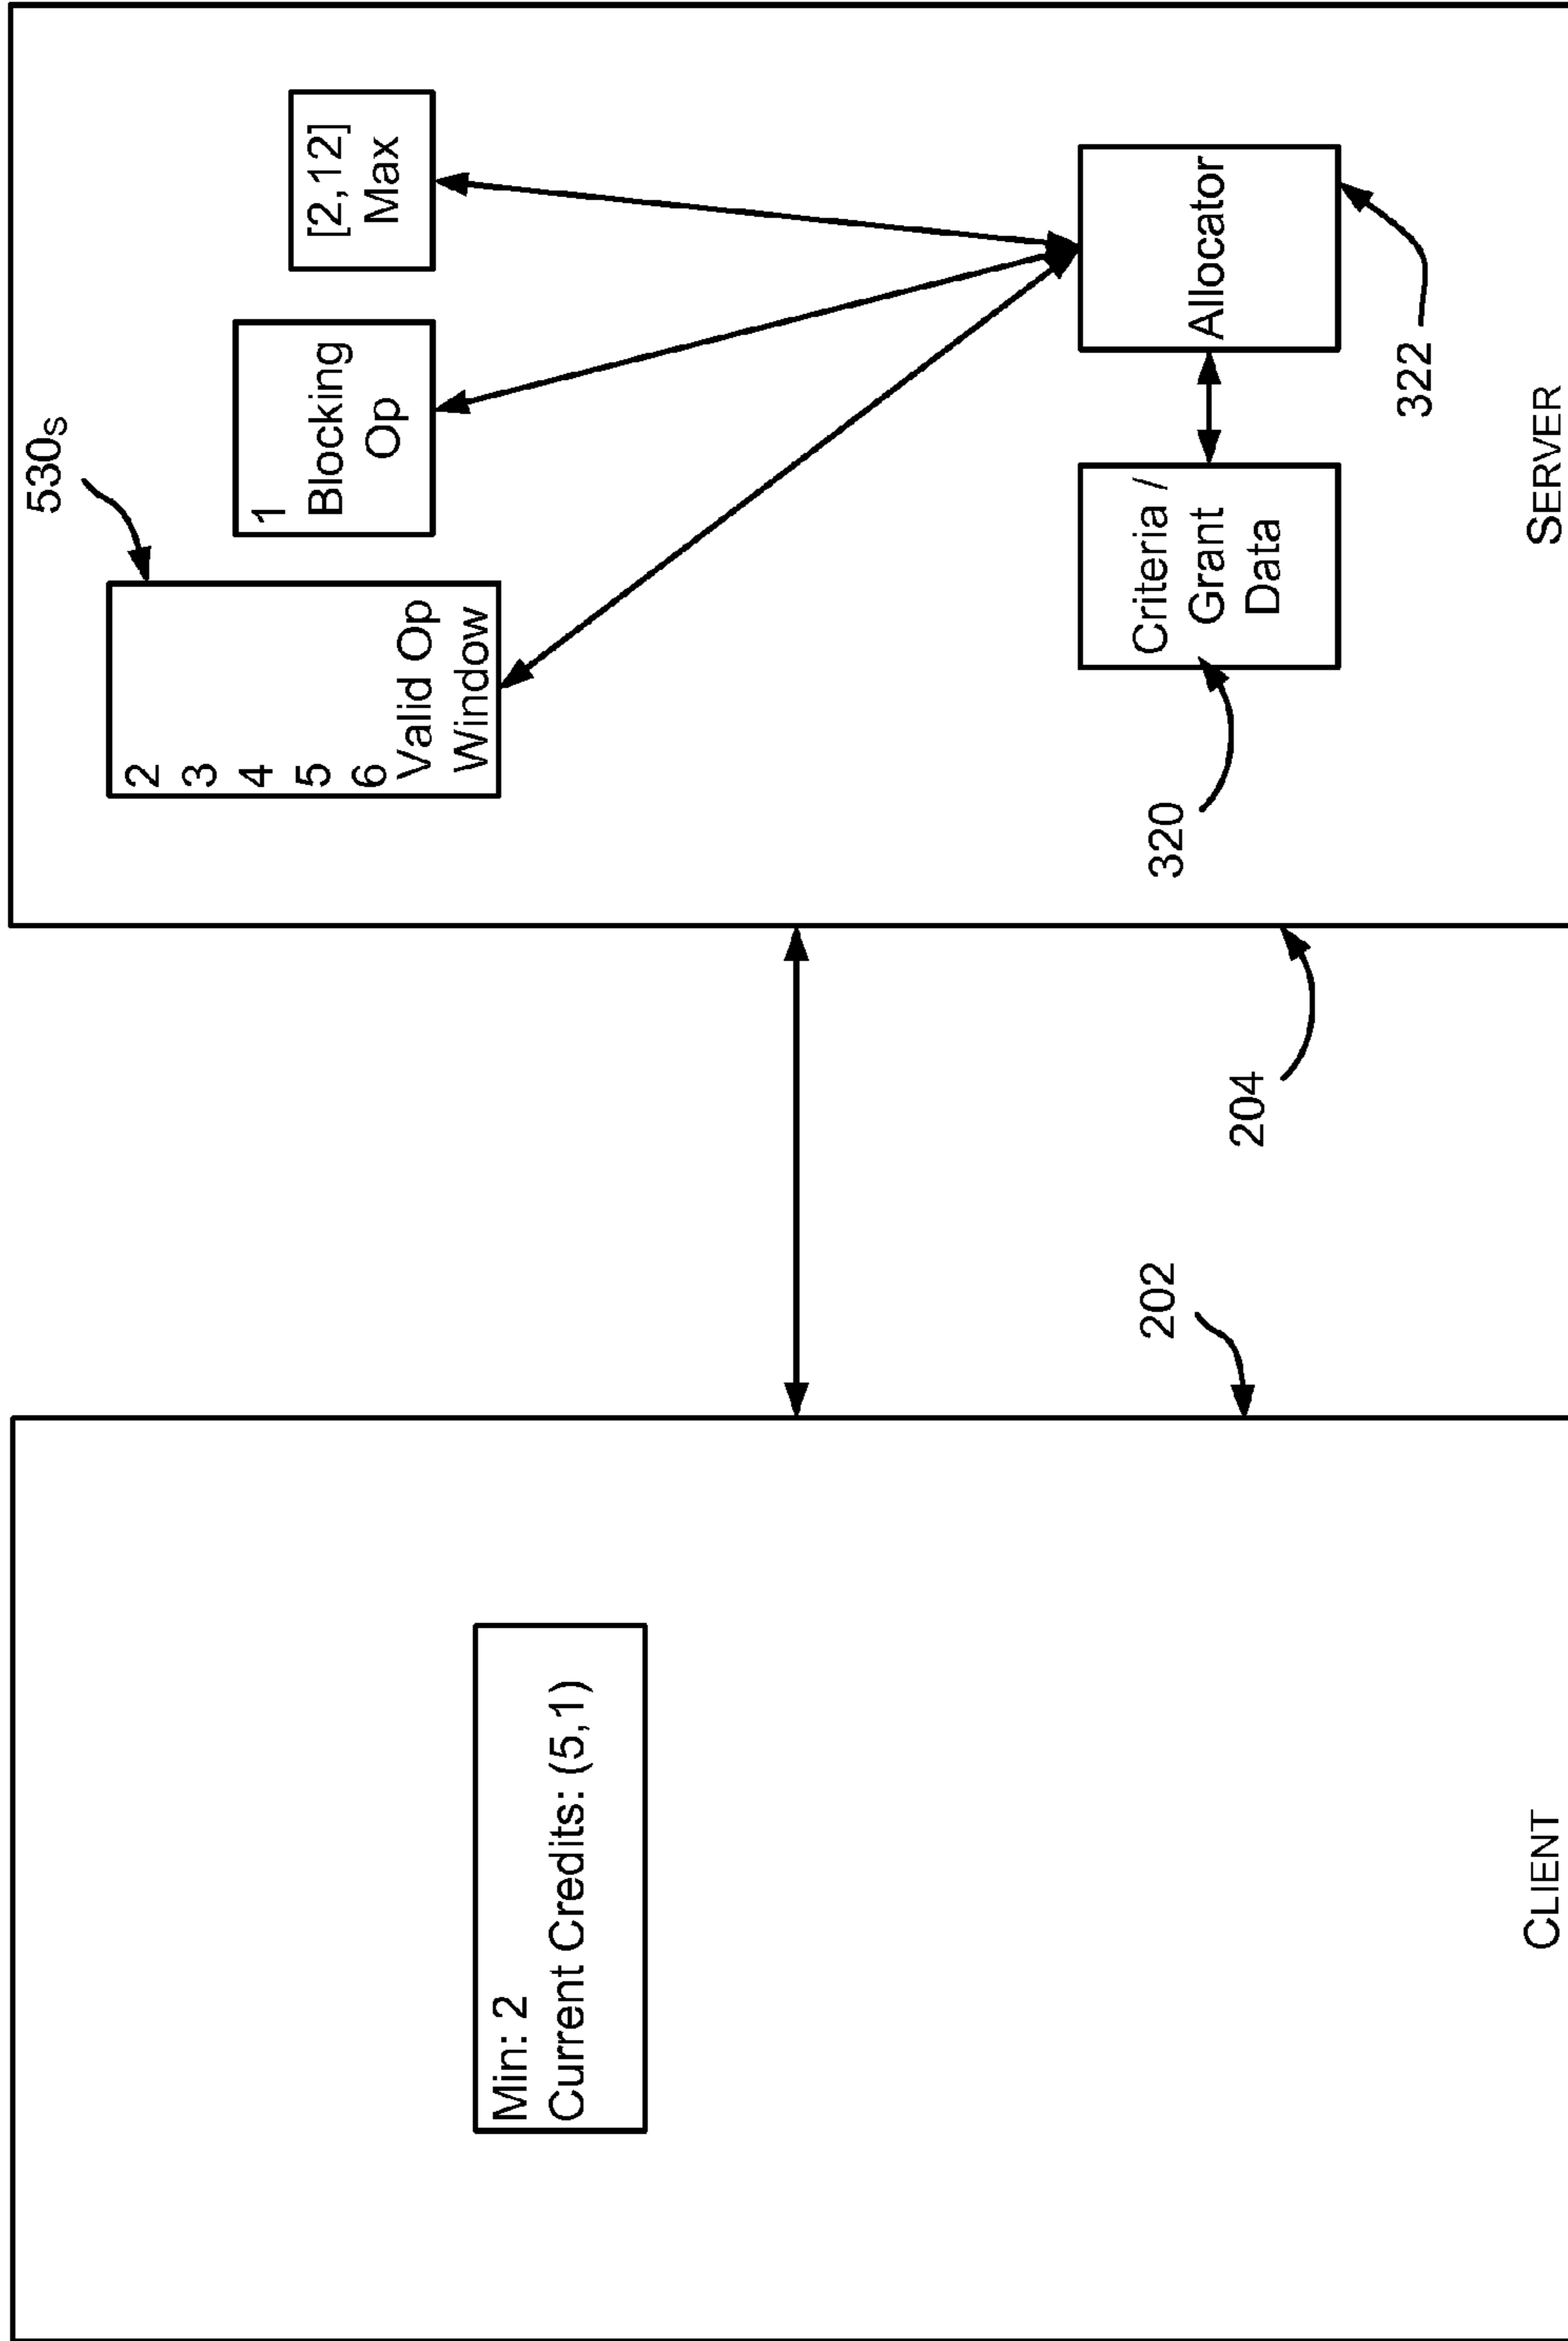 530s
2
3
4
5
6
Valid Op
Window
1
Blocking
Op
[2,12]
Max
Min: 2
Current Credits: (5,1)
202
204
320
Criteria /
Grant
Data
Allocator
322
CLIENT
SERVER